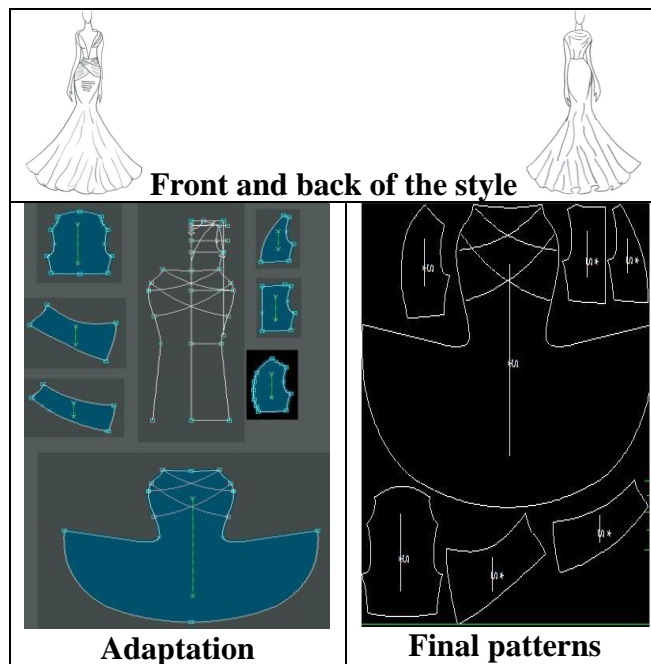 Front and back of the style
Adaptation
Final patterns